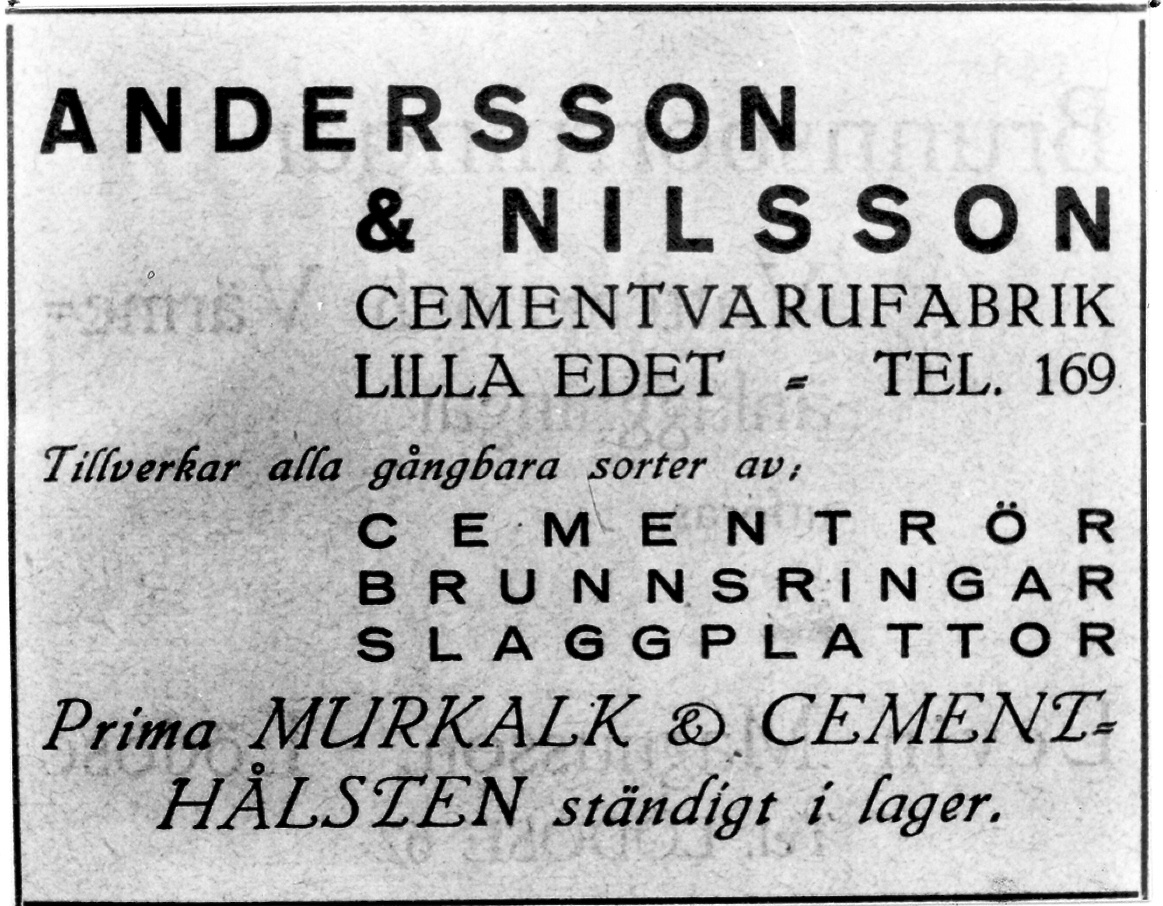 ANDERSSON
& NILSSON
CEMENTVARUFABRIK
LILLA EDET = TEL. 169
Tillverkar alla gångbara sorter av:
CEMENTRÖR
BRUNNSRINGAR
SLAGGPLATTOR
Prima MURKALK & CEMENT=
HÅLSTEN ständigt i lager.